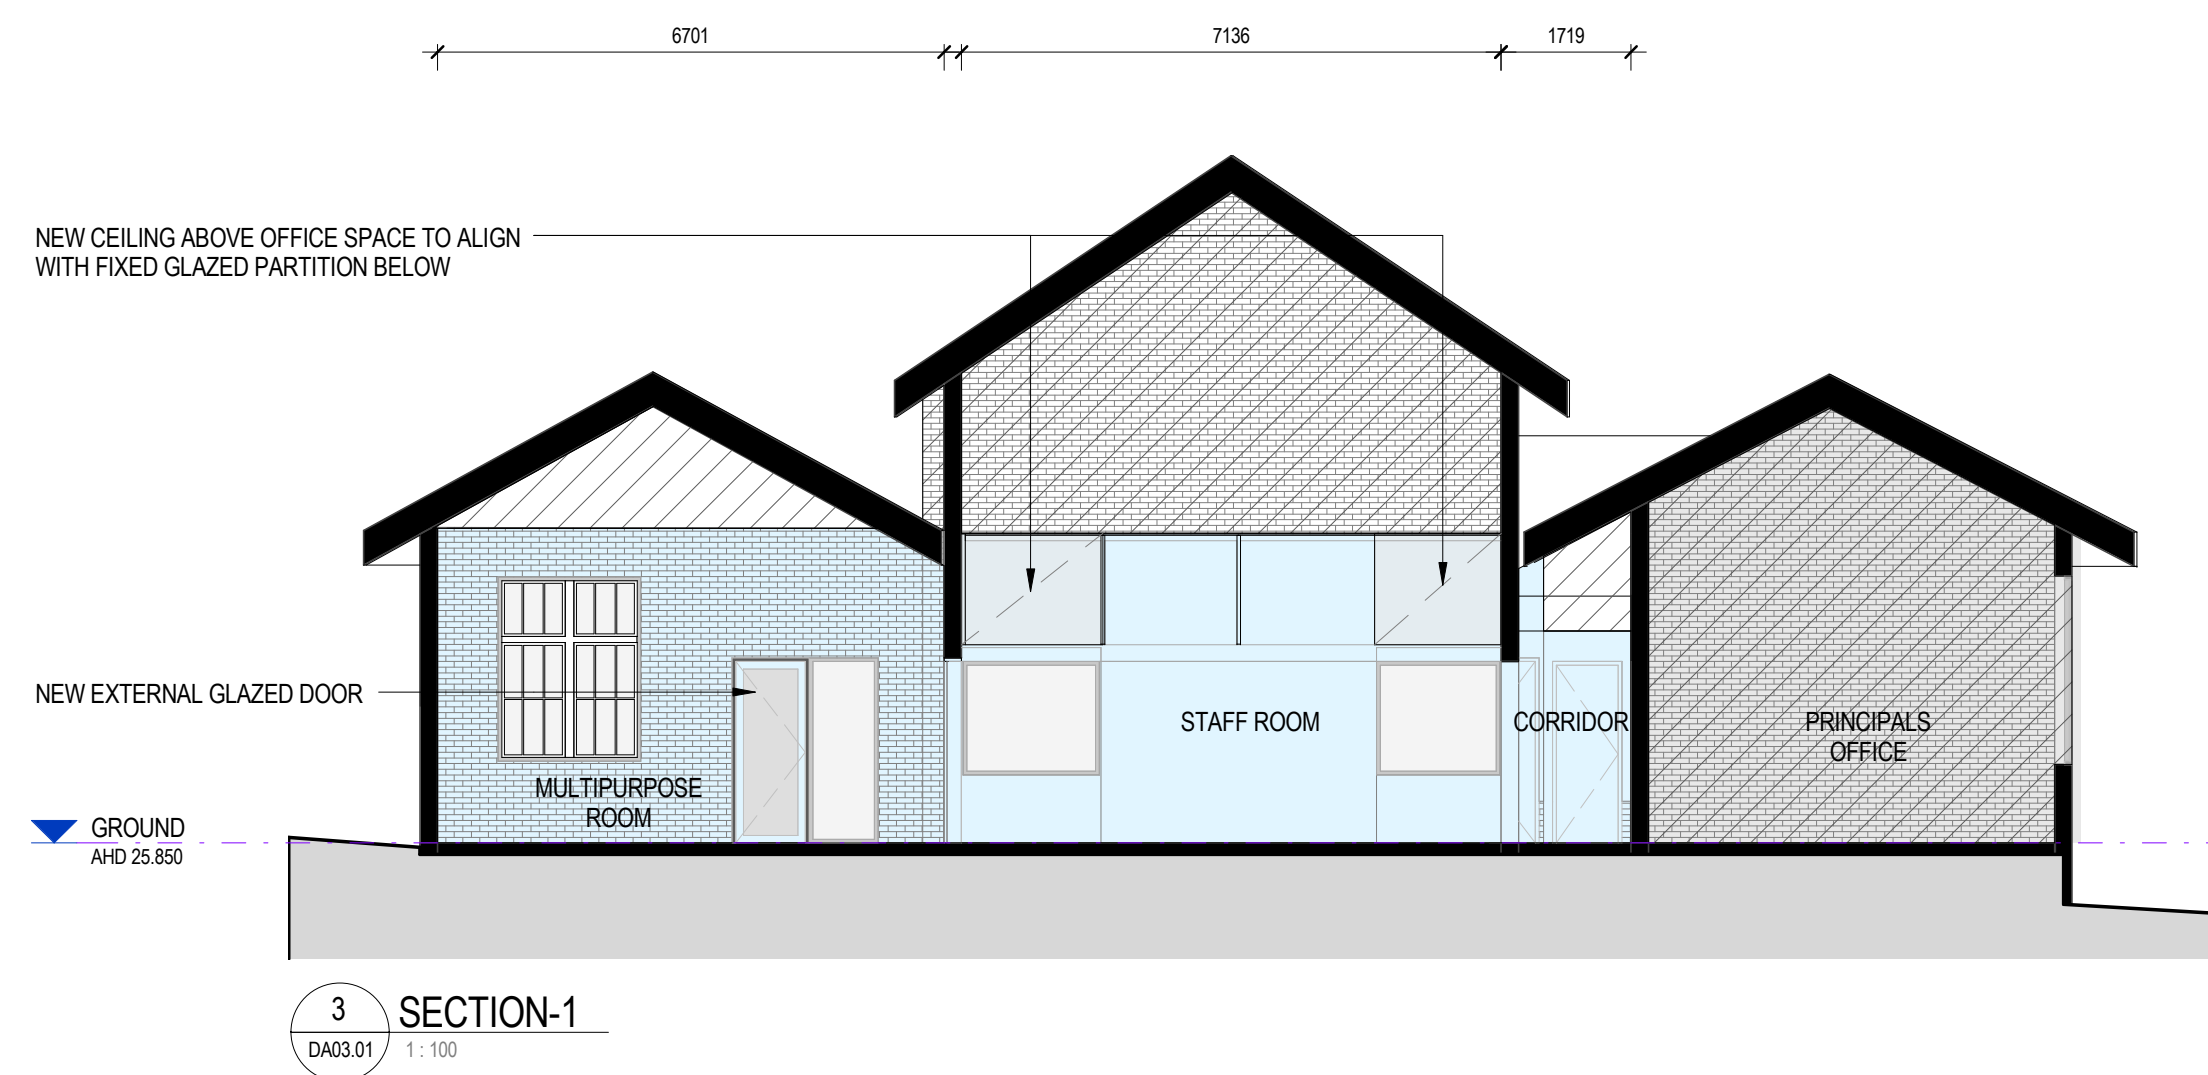 6701
7136
1719
NEW CEILING ABOVE OFFICE SPACE TO ALIGN
WITH FIXED GLAZED PARTITION BELOW
NEW EXTERNAL GLAZED DOOR
STAFF ROOM
CORRIDOR
PRINCIPALS
OFFICE
MULTIPURPOSE
ROOM
GROUND
AHD 25.850
3
SECTION-1
DA03.01
1 : 100